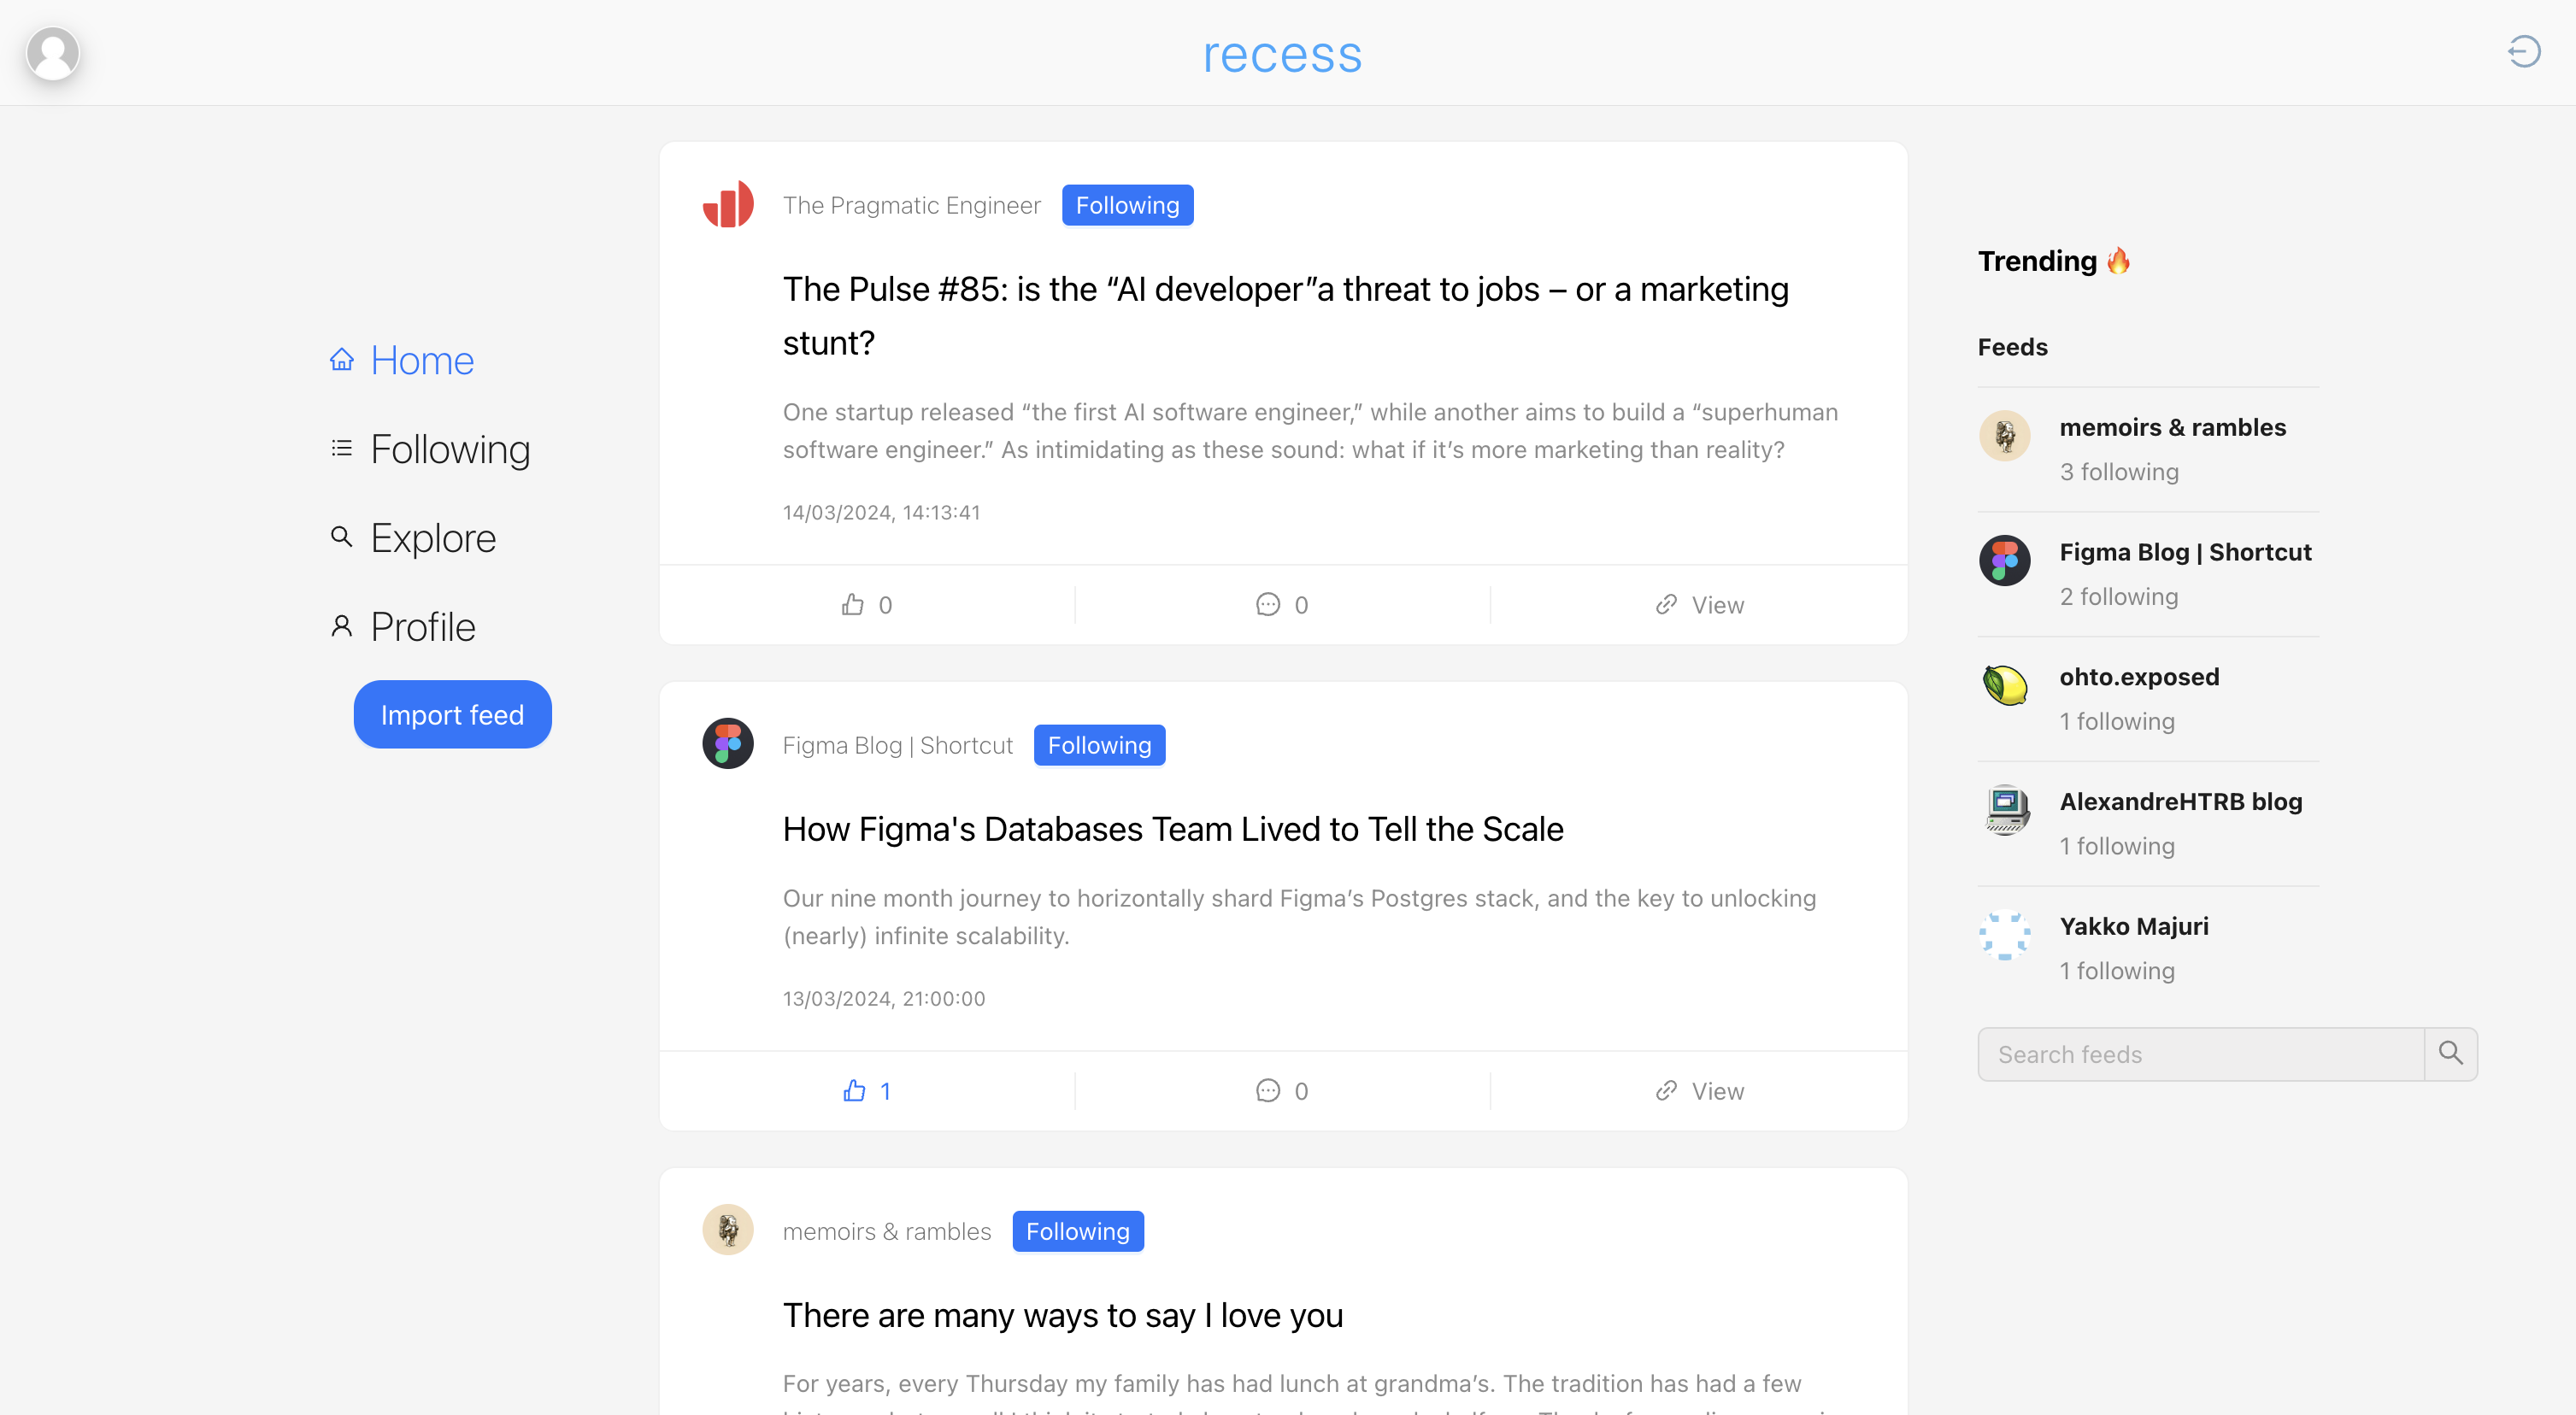 recess
Home
Following
Explore
Profile
Import feed
The Pragmatic Engineer Following
The Pulse #85: is the “AI developer”a threat to jobs – or a marketing
stunt?
One startup released “the first AI software engineer,” while another aims to build a “superhuman
software engineer.” As intimidating as these sound: what if it’s more marketing than reality?
14/03/2024, 14:13:41
0 0 View
Figma Blog | Shortcut Following
How Figma's Databases Team Lived to Tell the Scale
Our nine month journey to horizontally shard Figma’s Postgres stack, and the key to unlocking
(nearly) infinite scalability.
13/03/2024, 21:00:00
1 0 View
memoirs & rambles Following
There are many ways to say I love you
For years, every Thursday my family has had lunch at grandma’s. The tradition has had a few
Trending 🔥
Feeds
memoirs & rambles
3 following
Figma Blog | Shortcut
2 following
ohto.exposed
1 following
AlexandreHTRB blog
1 following
Yakko Majuri
1 following
Search feeds